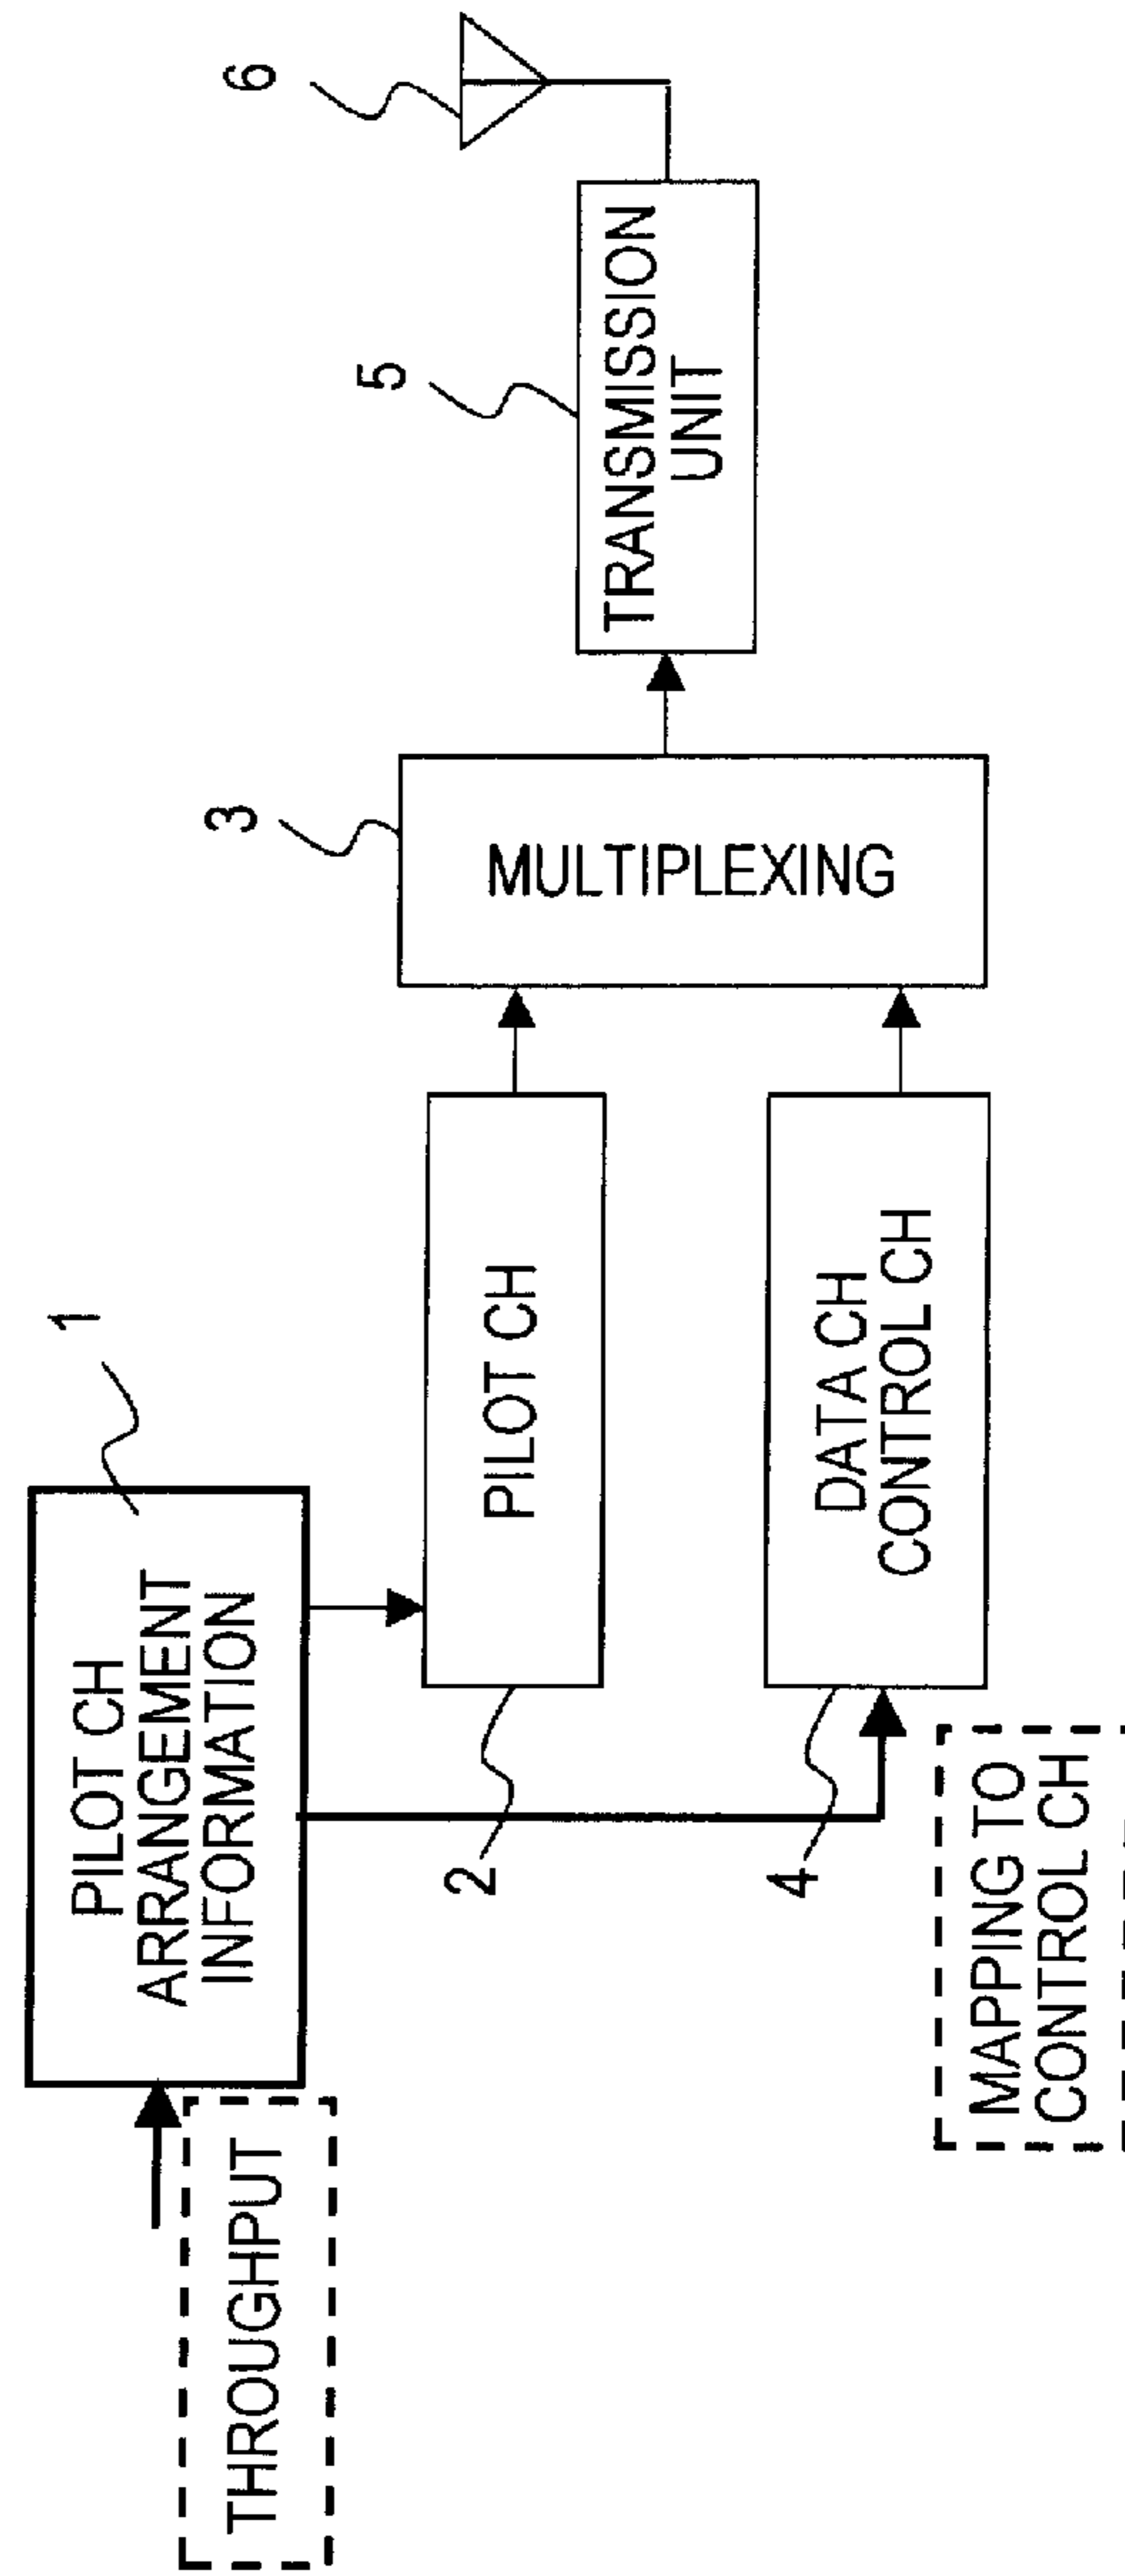 THROUGHPUT
PILOT CH
ARRANGEMENT
INFORMATION
1
MAPPING TO
CONTROL CH
2
PILOT CH
4
DATA CH
CONTROL CH
3
MULTIPLEXING
5
TRANSMISSION
UNIT
6